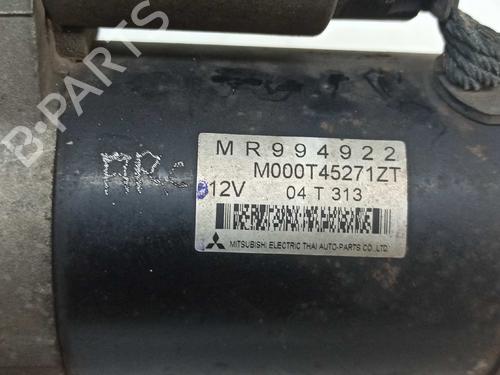 B-PARTS
MR994922
M000T45271ZT
12V 04 T 313
MITSUBISHI ELECTRIC THAI AUTO-PARTS CO.,LTD.